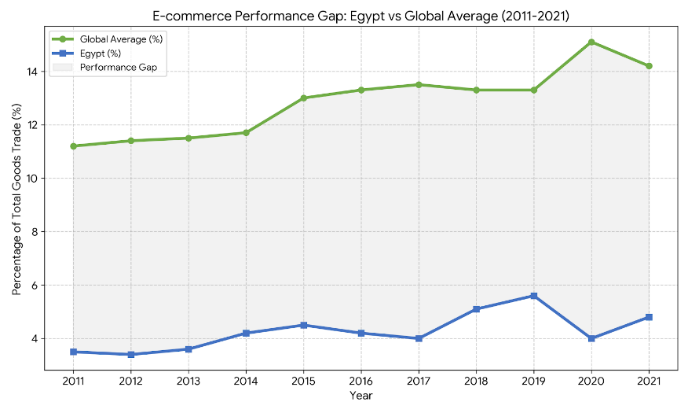 E-commerce Performance Gap: Egypt vs Global Average (2011-2021)
Global Average (%)
Egypt (%)
Performance Gap
Percentage of Total Goods Trade (%)
14
12
10
8
6
4
2011 2012 2013 2014 2015 2016 2017 2018 2019 2020 2021
Year